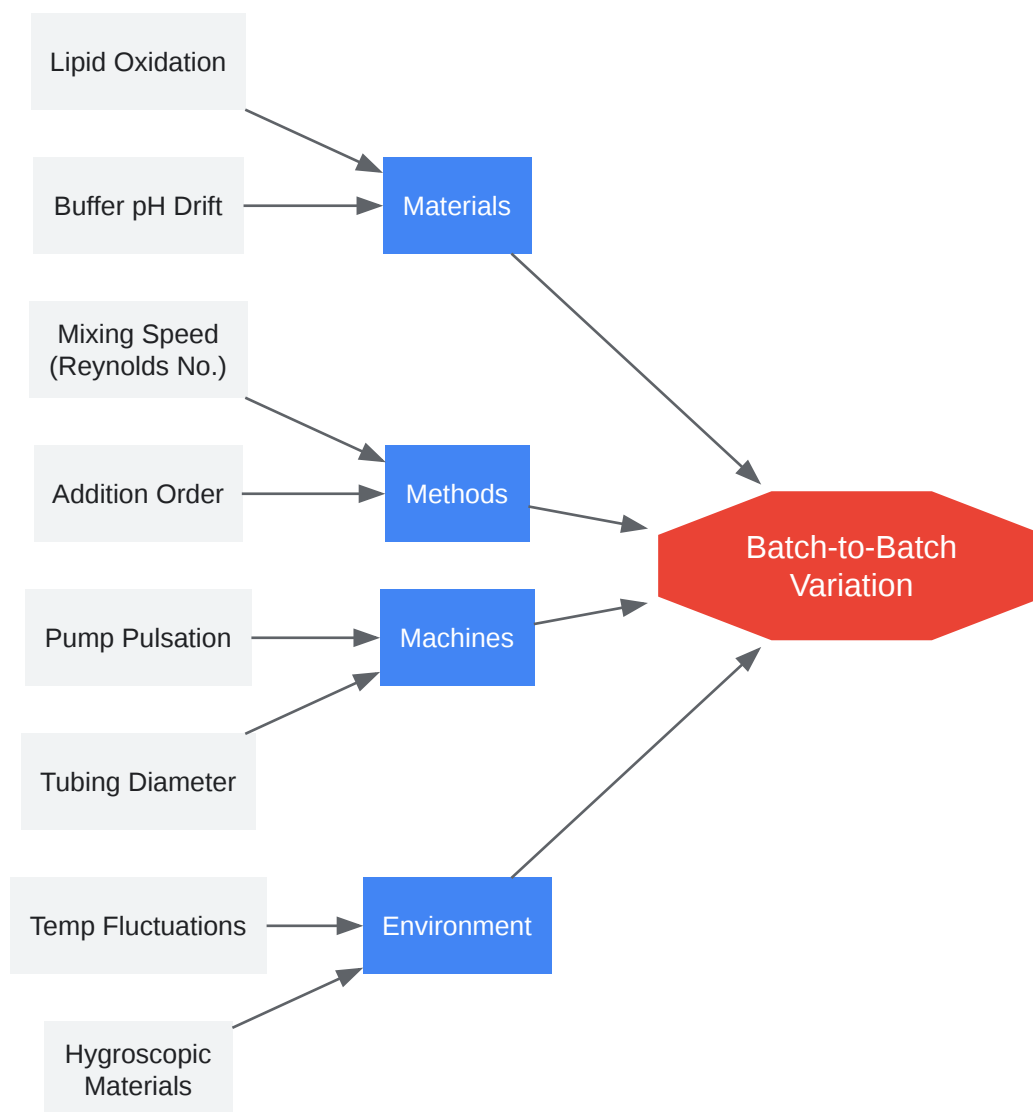 Lipid Oxidation
Buffer pH Drift
Materials
Mixing Speed
(Reynolds No.)
Addition Order
Methods
Batch-to-Batch
Variation
Pump Pulsation
Machines
Tubing Diameter
Temp Fluctuations
Environment
Hygroscopic
Materials